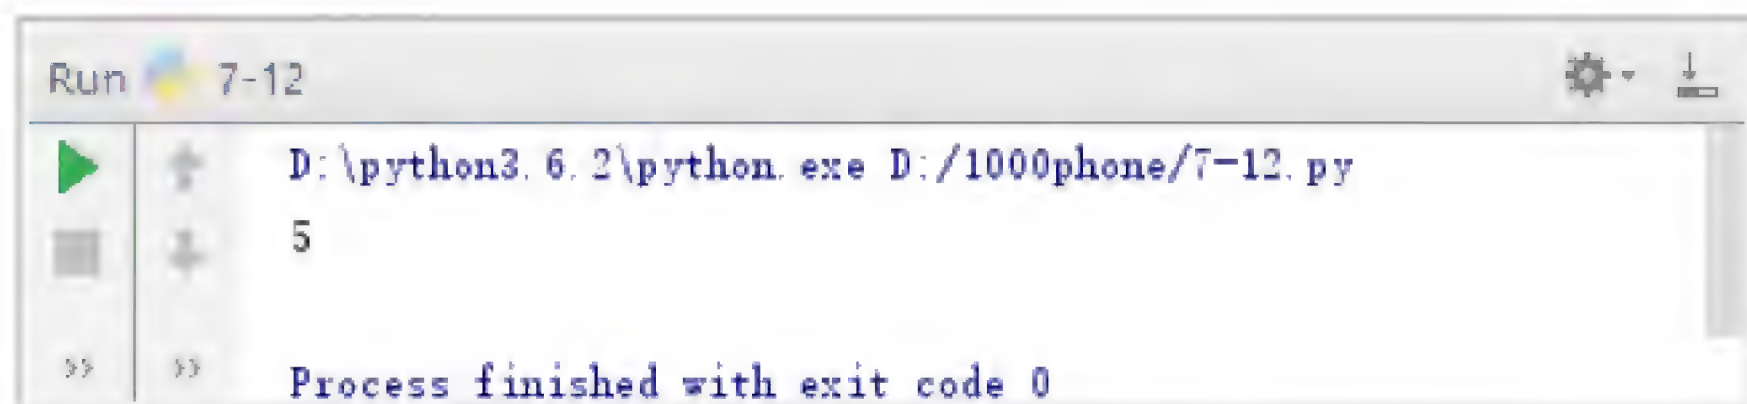 Run 7-12
D:\python3.6.2\python.exe D:/1000phone/7-12.py
5
Process finished with exit code 0